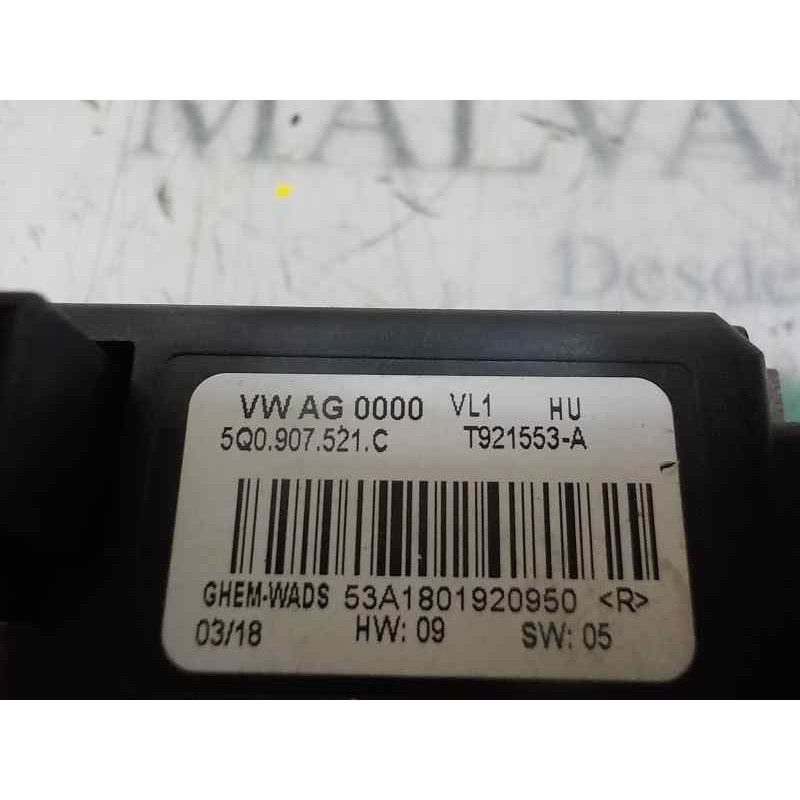 MALVA
Desde
VW AG 0000 VL1 HU
5Q0.907.521.C T921553-A
GHEM-WADS 53A1801920950 <R>
03/18 HW: 09 SW: 05